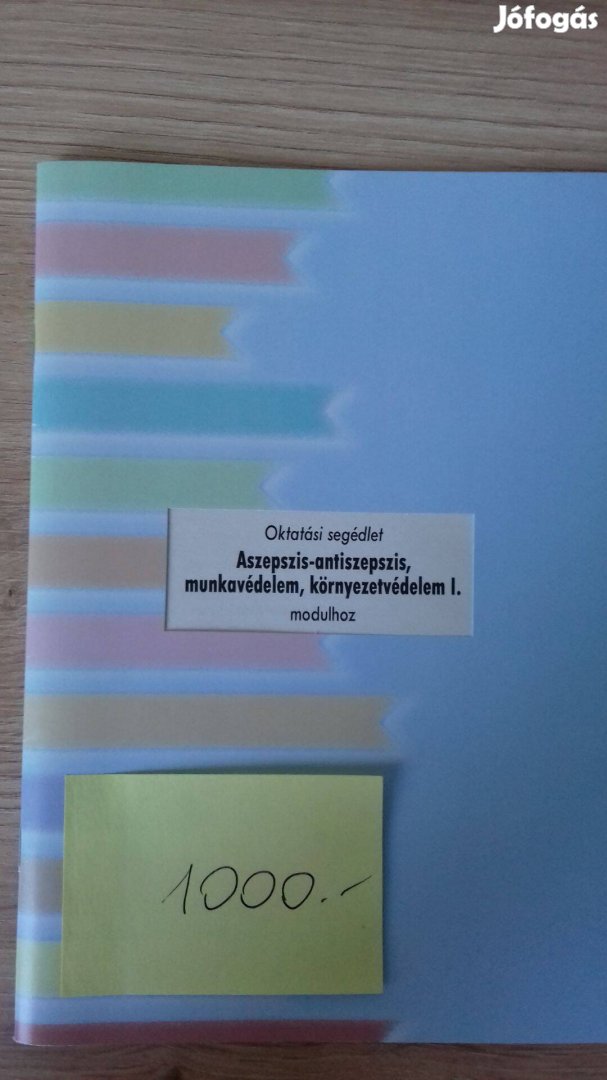 Jófogás
Oktatási segédlet
Aszepszis-antiszepszis,
munkavédelem, környezetvédelem I.
modulhoz
1000.-